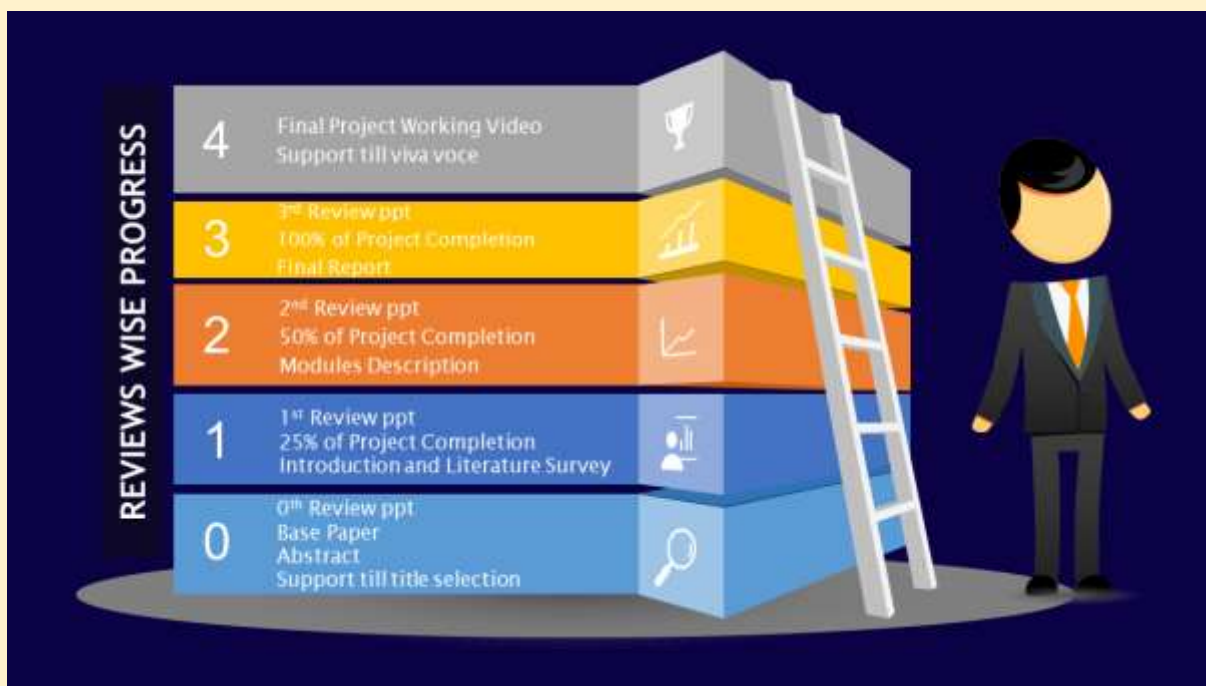 REVIEWS WISE PROGRESS
4
Final Project Working Video
Support till viva voce
3
3rd Review ppt
100% of Project Completion
Final Report
2
2nd Review ppt
50% of Project Completion
Modules Description
1
1st Review ppt
25% of Project Completion
Introduction and Literature Survey
0
0th Review ppt
Base Paper
Abstract
Support till title selection